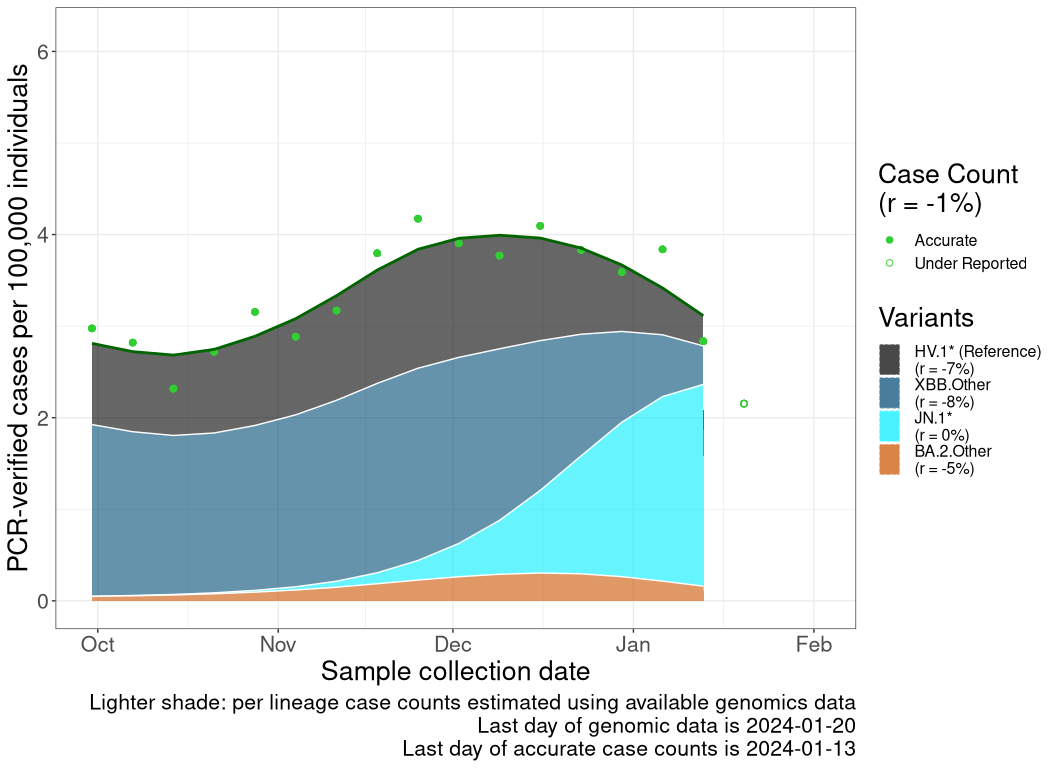 PCR-verified cases per 100,000 individuals
6
4
2
0
Oct
Nov
Dec
Jan
Feb
Sample collection date
Lighter shade: per lineage case counts estimated using available genomics data
Last day of genomic data is 2024-01-20
Last day of accurate case counts is 2024-01-13
Case Count
(r = -1%)
Accurate
Under Reported
Variants
HV.1* (Reference)
(r = -7%)
XBB.Other
(r = -8%)
JN.1*
(r = 0%)
BA.2.Other
(r = -5%)